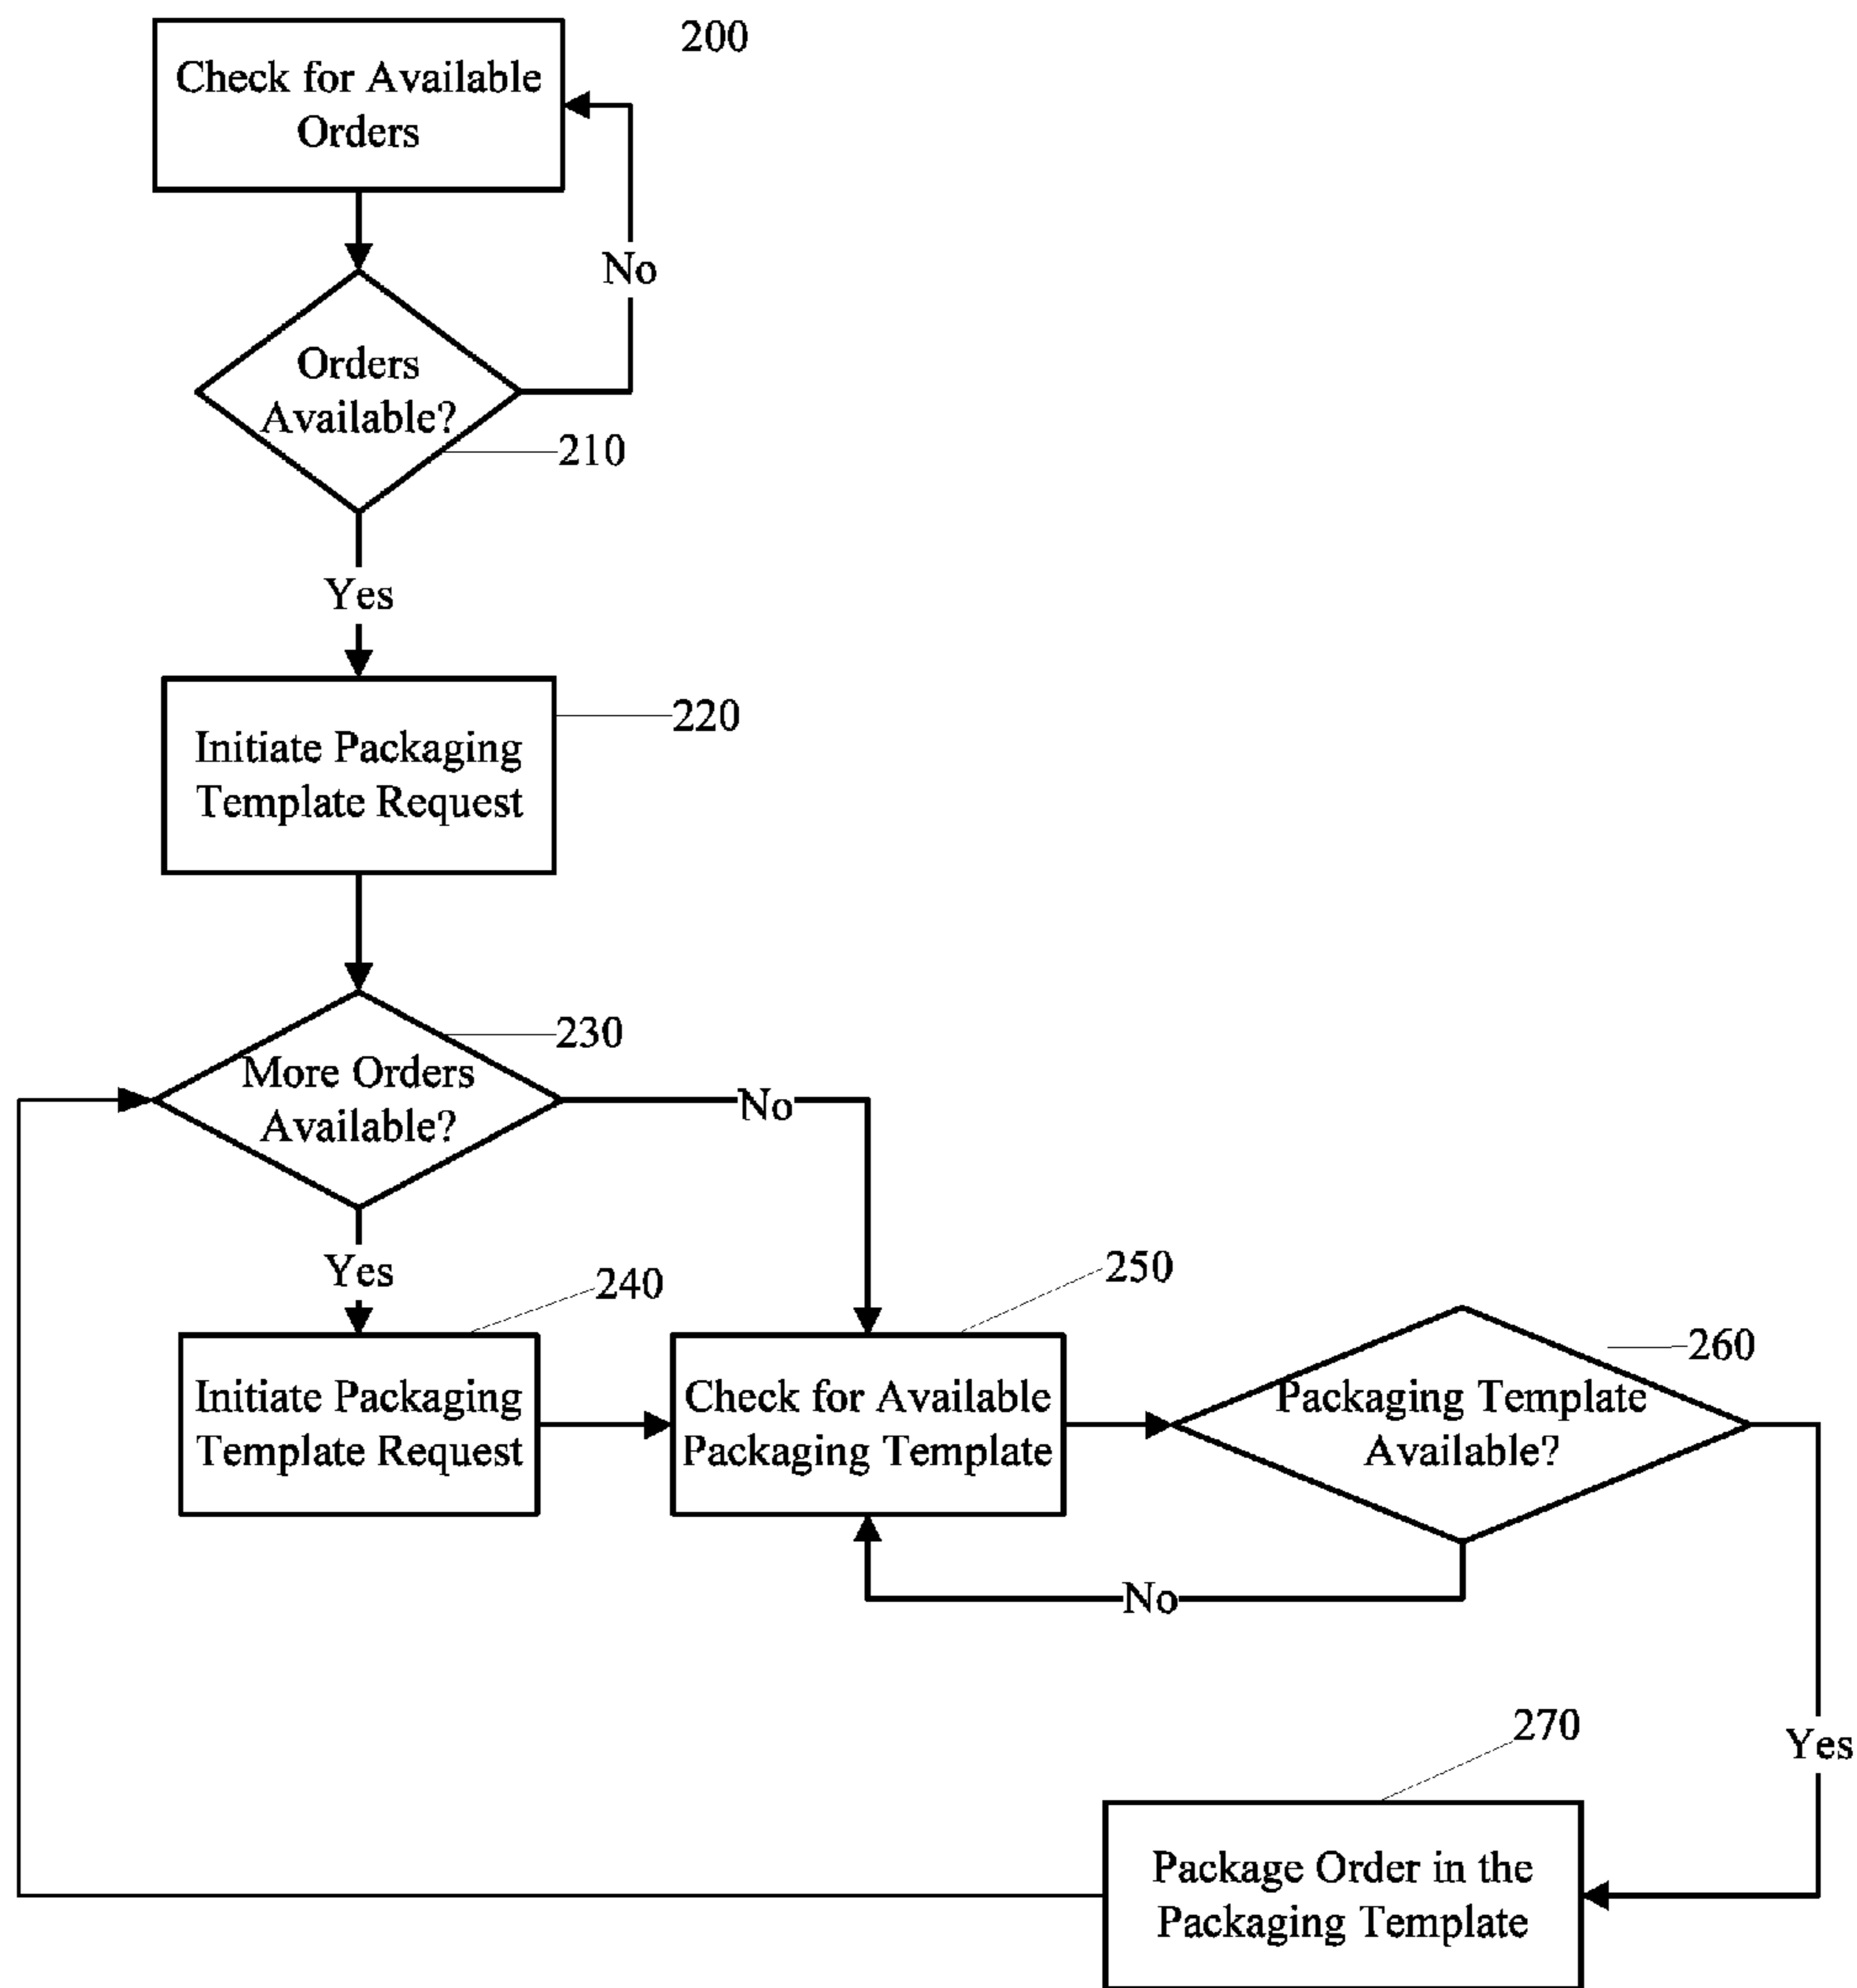 200
Check for Available
Orders
No
Orders
Available?
210
Yes
220
Initiate Packaging
Template Request
230
More Orders
Available?
No
Yes
240
250
260
Initiate Packaging
Template Request
Check for Available
Packaging Template
Packaging Template
Available?
No
270
Yes
Package Order in the
Packaging Template